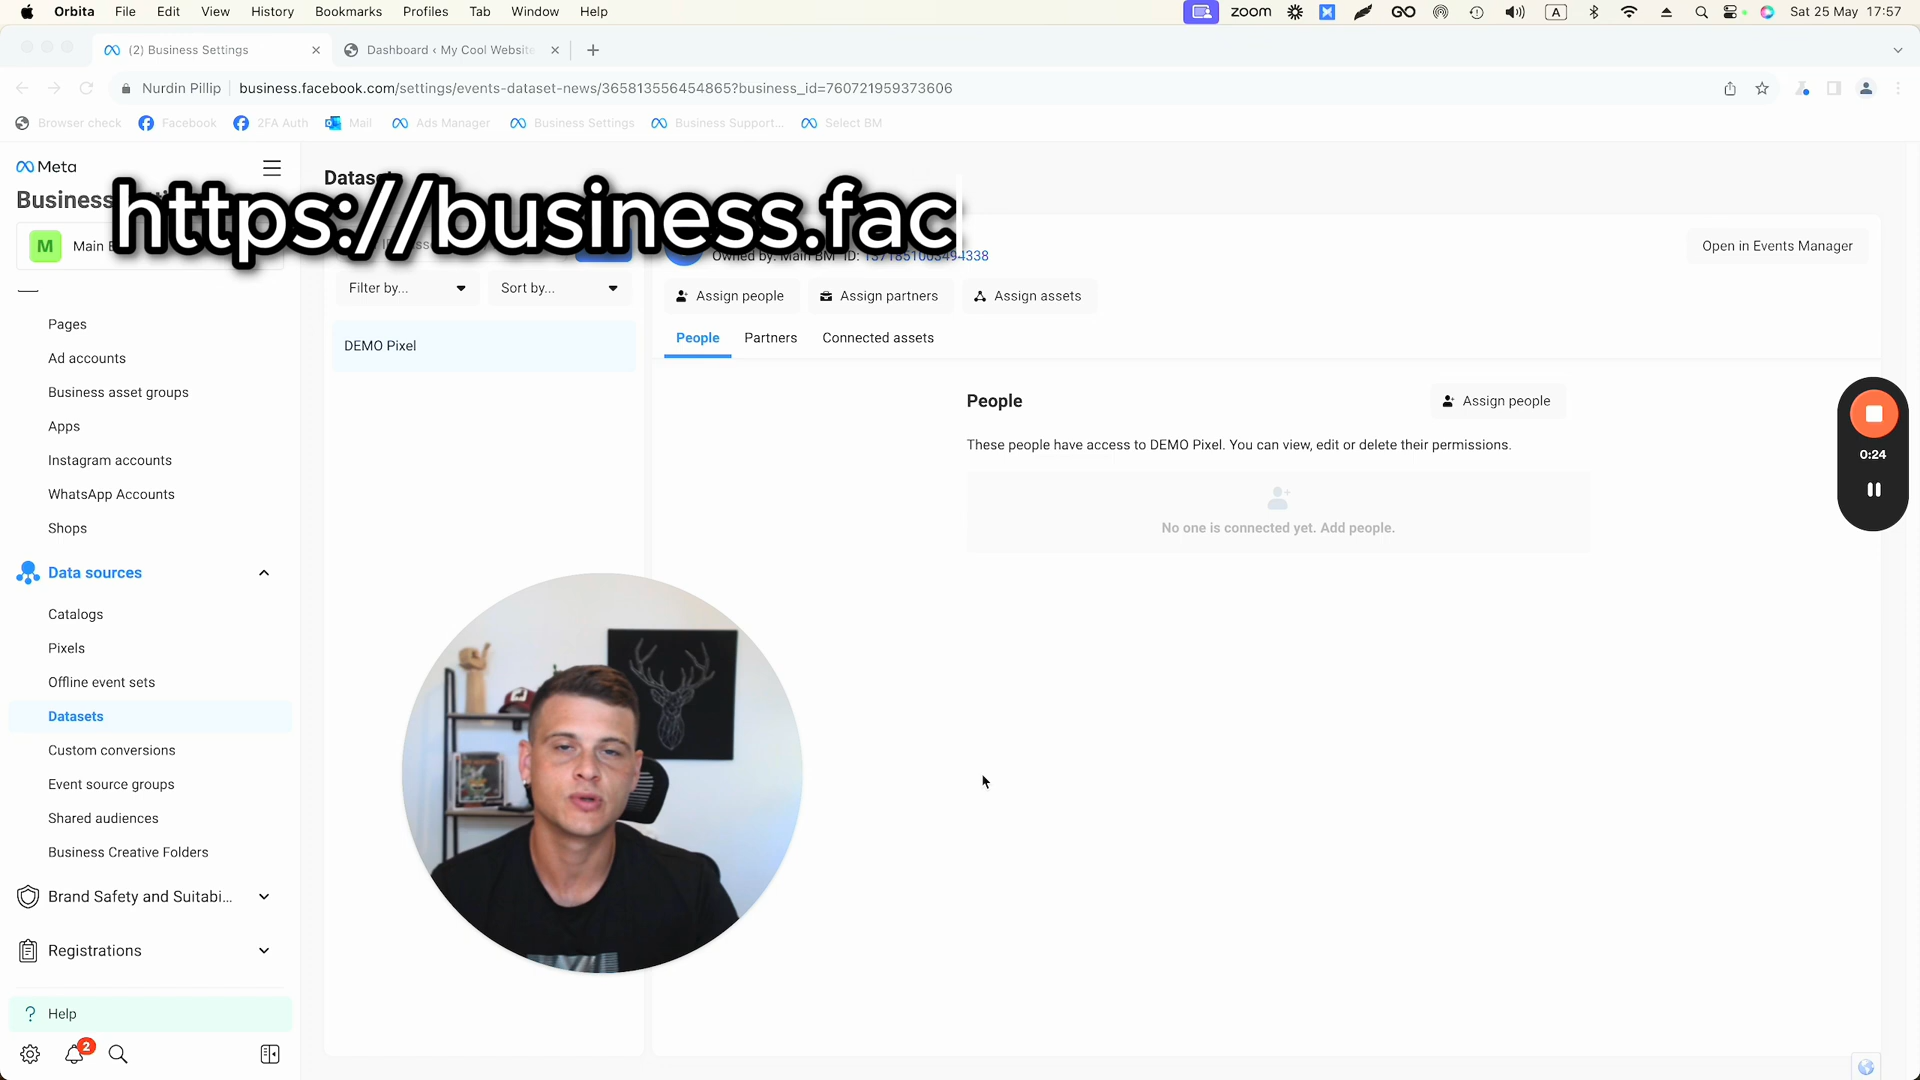 Orbita File Edit View History Bookmarks Profiles Tab Window Help zoom A Sat 25 May 17:57
(2) Business Settings Dashboard ‹ My Cool Website
Nurdin Pillip business.facebook.com/settings/events-dataset-news/365813556454865?business_id=760721959373606
Browser check Facebook 2FA Auth Mail Ads Manager Business Settings Business Support... Select BM
Meta
Business
https://business.fac
M Main
Pages
Ad accounts
Business asset groups
Apps
Instagram accounts
WhatsApp Accounts
Shops
Data sources
Catalogs
Pixels
Offline event sets
Datasets
Custom conversions
Event source groups
Shared audiences
Business Creative Folders
Brand Safety and Suitabi...
Registrations
? Help
2
Filter by... Sort by...
DEMO Pixel
Owned by: Main BM ID:
Open in Events Manager
Assign people Assign partners Assign assets
People Partners Connected assets
People Assign people
These people have access to DEMO Pixel. You can view, edit or delete their permissions.
No one is connected yet. Add people.
0:24